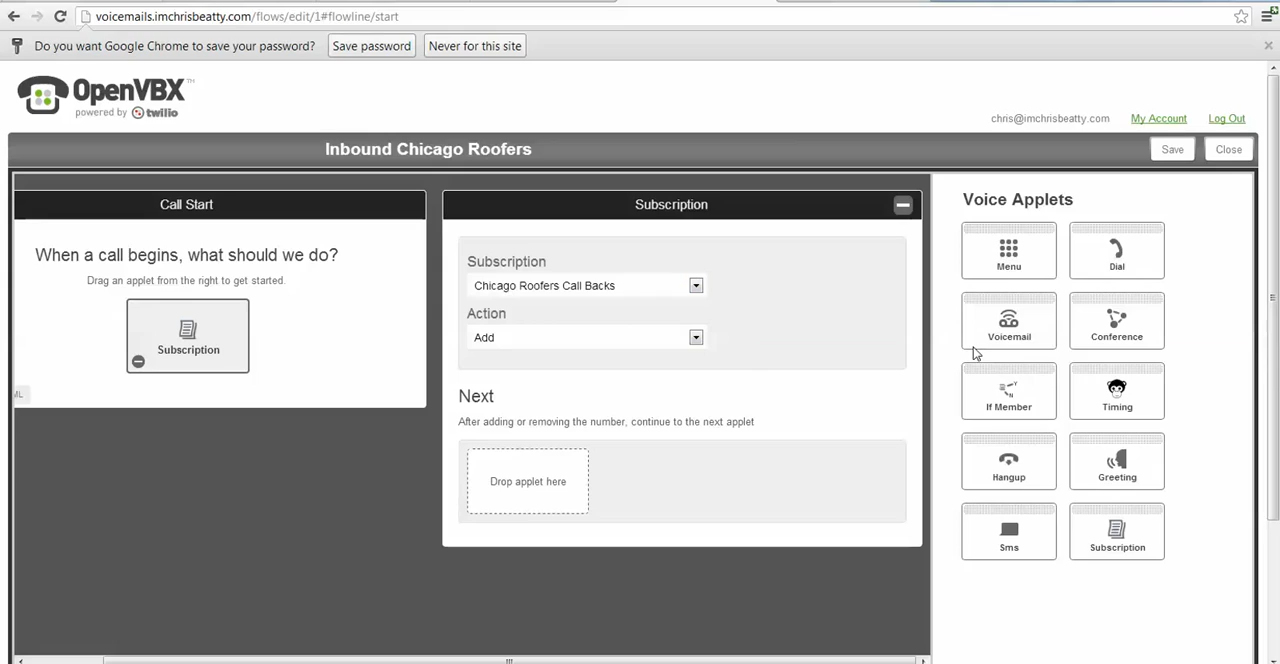 voicemails.imchrisbeatty.com/flows/edit/1#flowline/start
Do you want Google Chrome to save your password? Save password Never for this site
OpenVBX™
powered by twilio
chris@imchrisbeatty.com My Account Log Out
Inbound Chicago Roofers Save Close
Call Start
When a call begins, what should we do?
Drag an applet from the right to get started.
Subscription
ML
Subscription
Subscription
Chicago Roofers Call Backs
Action
Add
Next
After adding or removing the number, continue to the next applet
Drop applet here
Voice Applets
Menu Dial
Voicemail Conference
Y
N
If Member Timing
Hangup Greeting
Sms Subscription